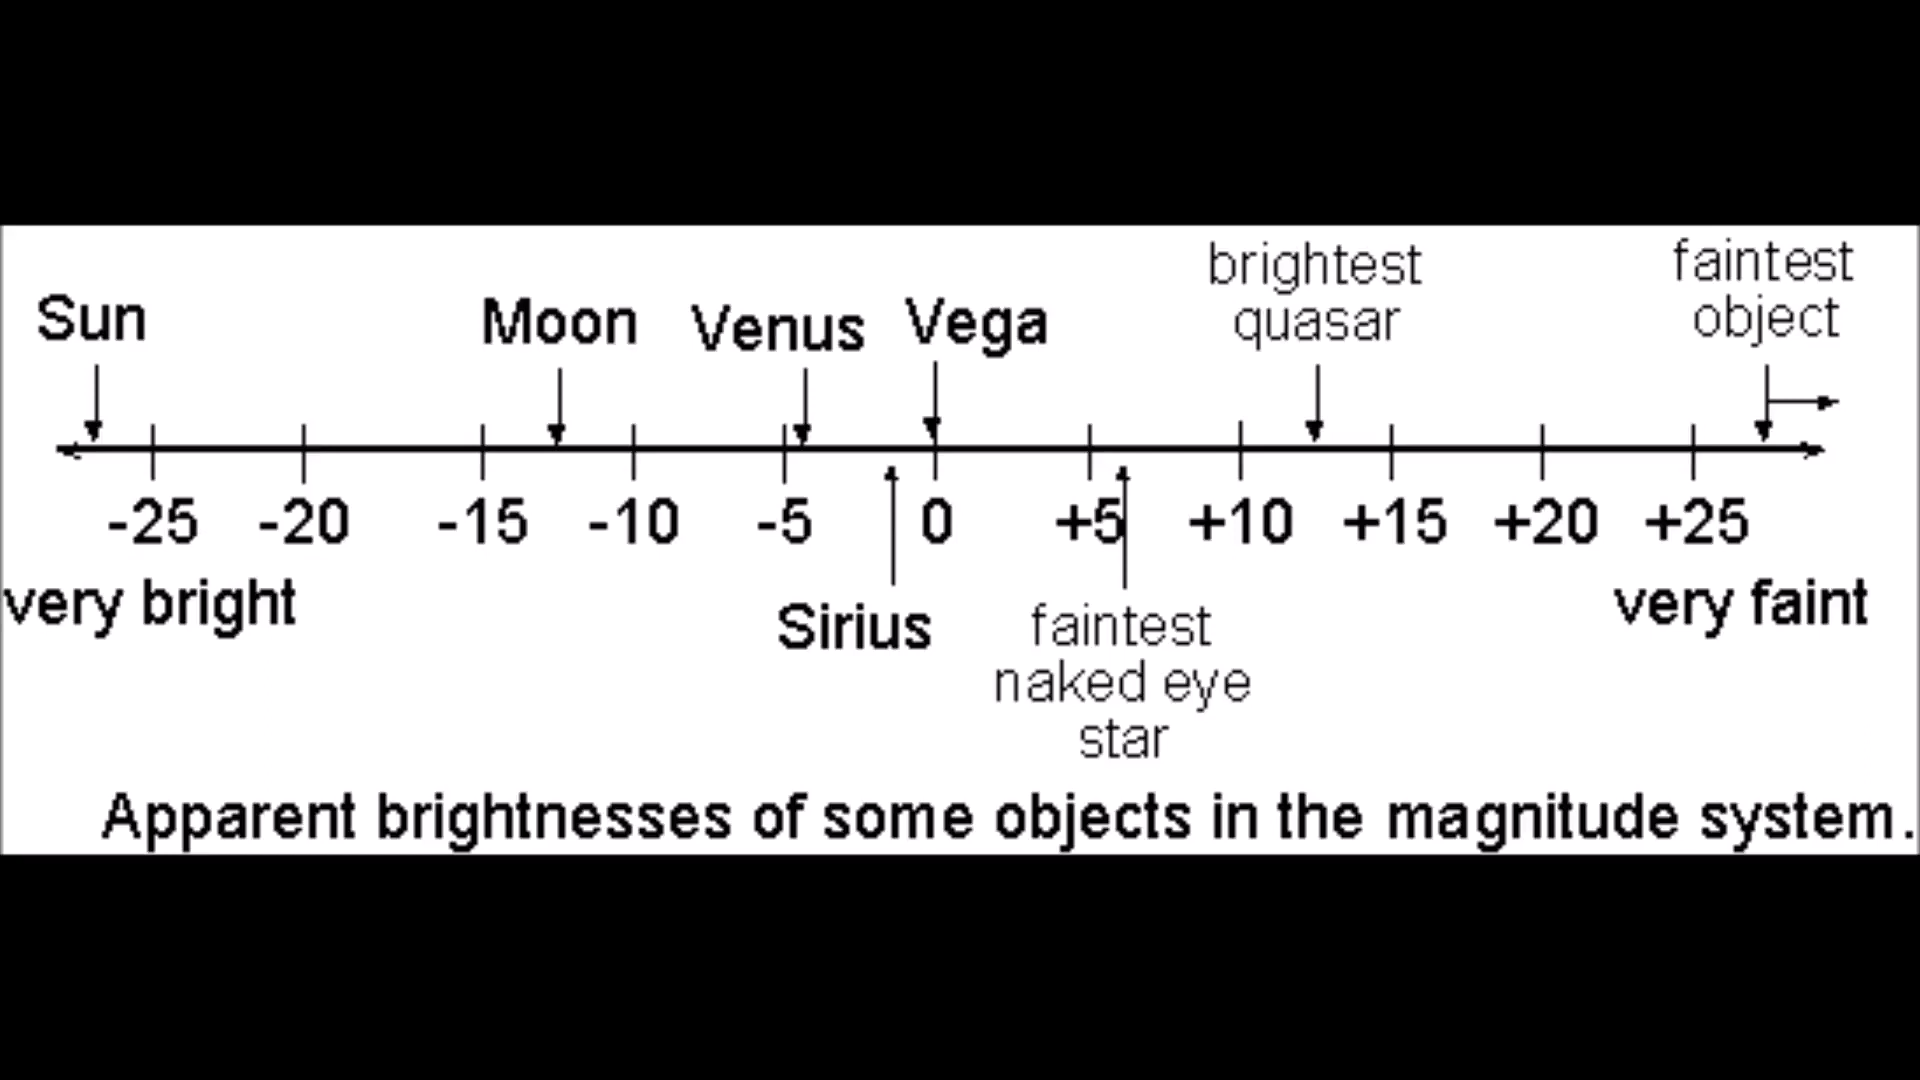 brightest
quasar
faintest
object
Sun
Moon
Venus
Vega
-25 -20 -15 -10 -5 0 +5 +10 +15 +20 +25
very bright
Sirius
faintest
naked eye
star
very faint
Apparent brightnesses of some objects in the magnitude system.